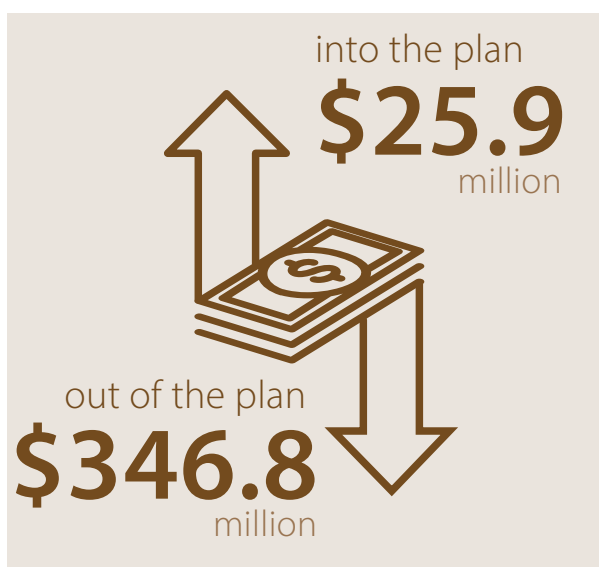 into the plan
$25.9
million
$
out of the plan
$346.8
million